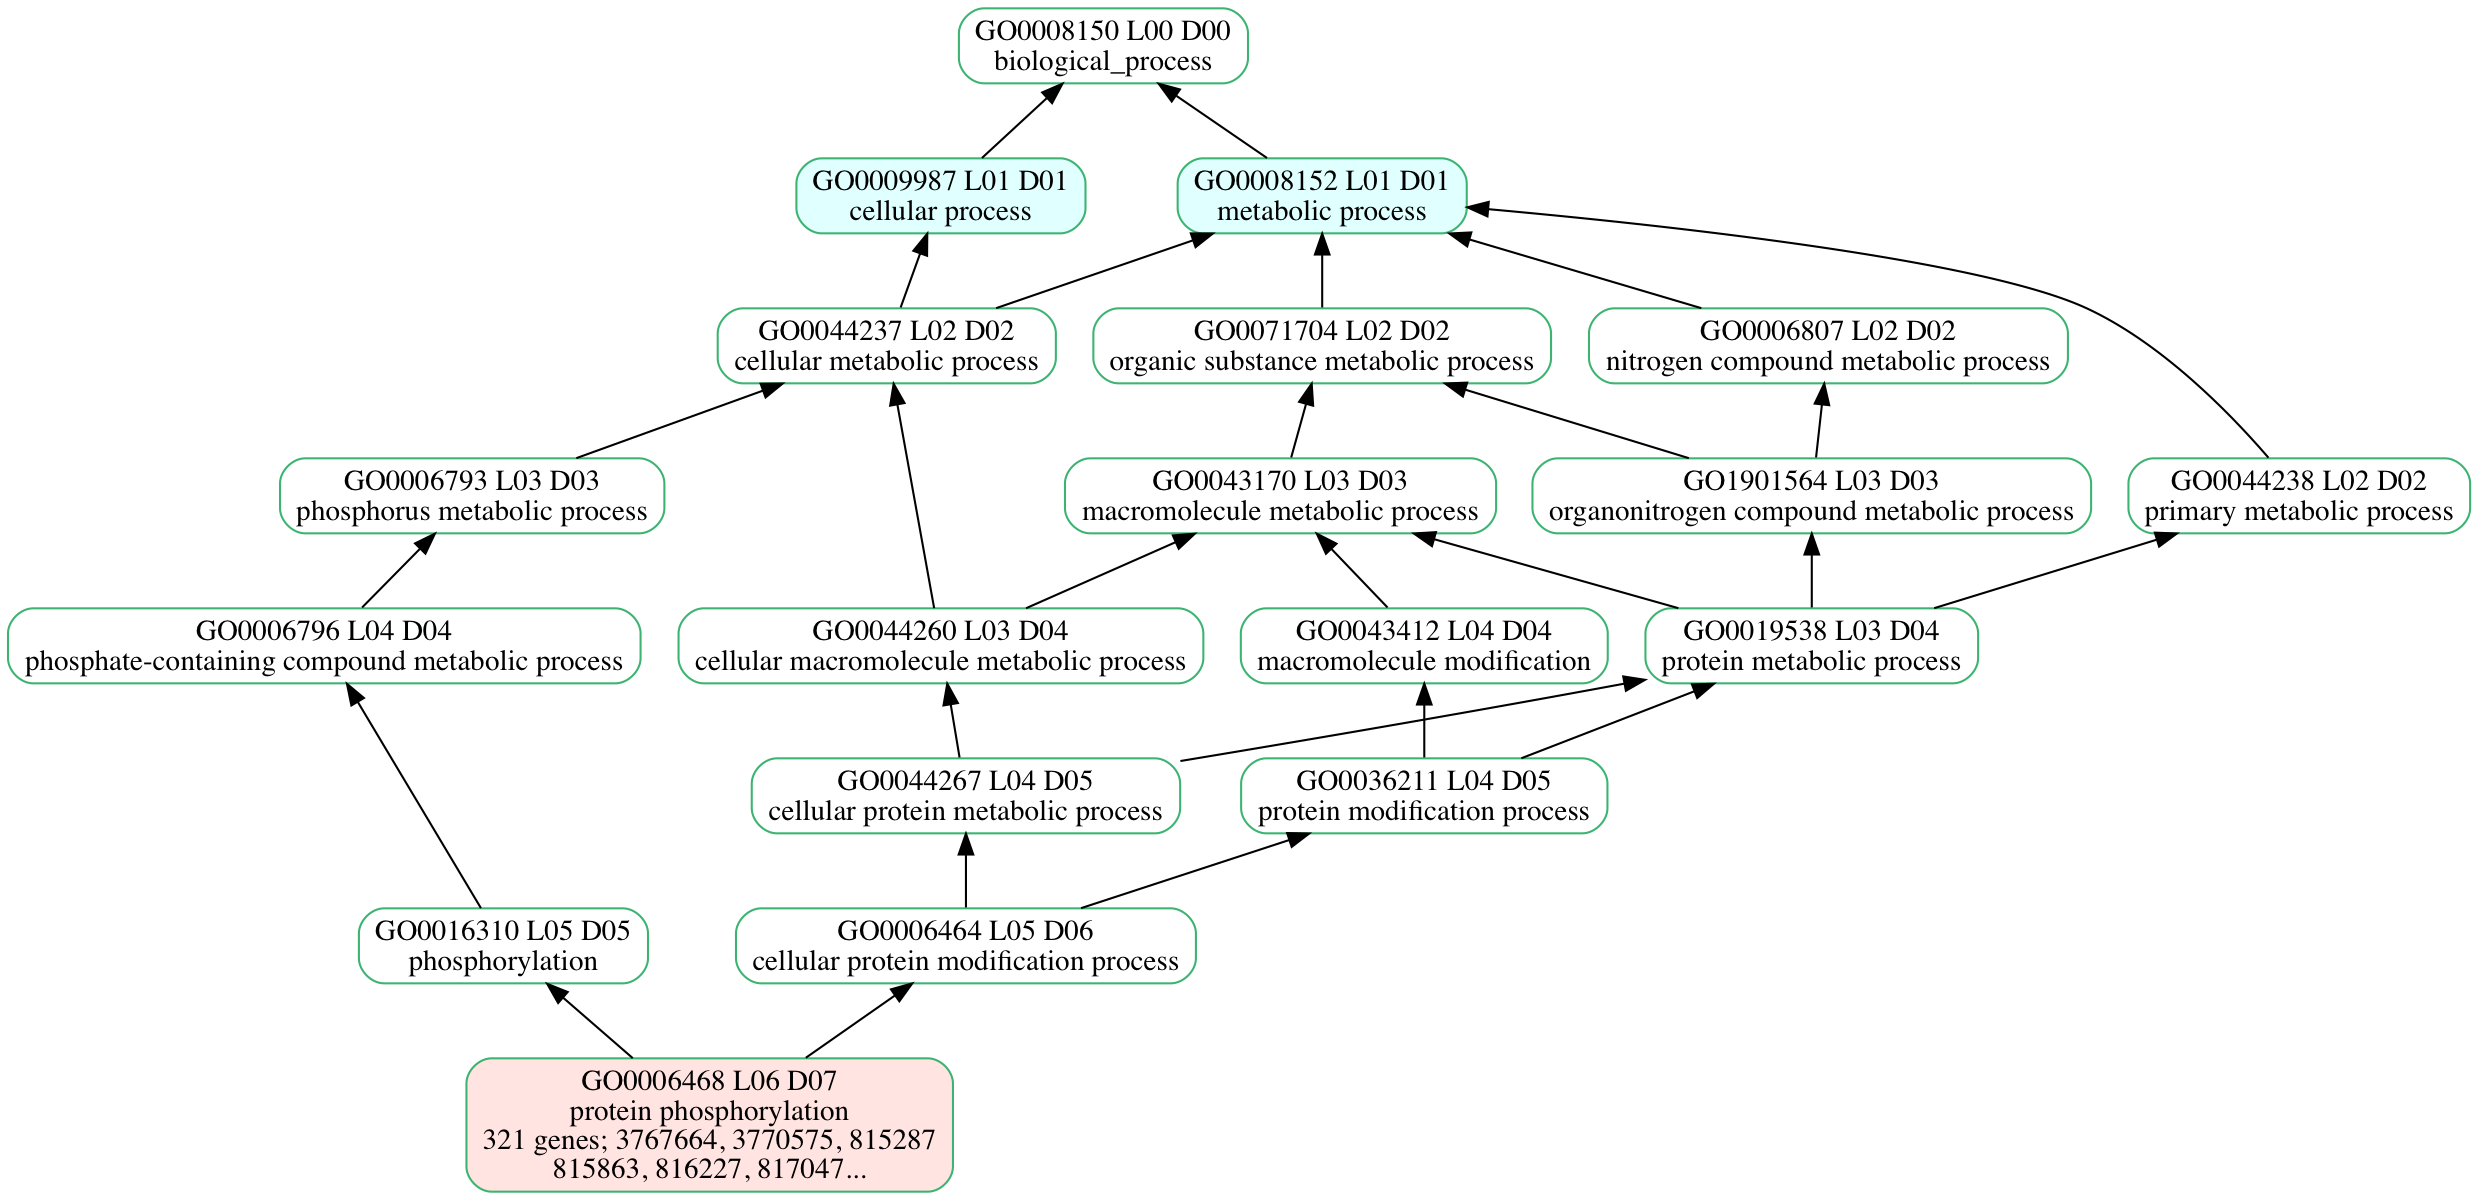 GO0008150 L00 D00
biological_process
GO0009987 L01 D01
cellular process
GO0008152 L01 D01
metabolic process
GO0044237 L02 D02
cellular metabolic process
GO0071704 L02 D02
organic substance metabolic process
GO0006807 L02 D02
nitrogen compound metabolic process
GO0006793 L03 D03
phosphorus metabolic process
GO0043170 L03 D03
macromolecule metabolic process
GO1901564 L03 D03
organonitrogen compound metabolic process
GO0044238 L02 D02
primary metabolic process
GO0006796 L04 D04
phosphate-containing compound metabolic process
GO0044260 L03 D04
cellular macromolecule metabolic process
GO0043412 L04 D04
macromolecule modification
GO0019538 L03 D04
protein metabolic process
GO0044267 L04 D05
cellular protein metabolic process
GO0036211 L04 D05
protein modification process
GO0016310 L05 D05
phosphorylation
GO0006464 L05 D06
cellular protein modification process
GO0006468 L06 D07
protein phosphorylation
321 genes; 3767664, 3770575, 815287
815863, 816227, 817047...